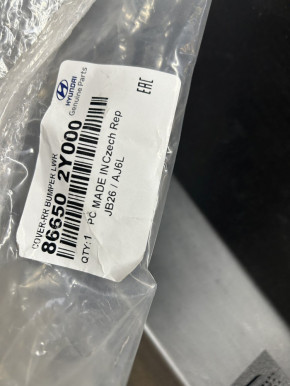 HYUNDAI
Genuine Parts
EAC
COVER-RR BUMPER LWR
86650 2Y000
QTY:1 PC MADE IN Czech Rep
JB26 / AJ6L